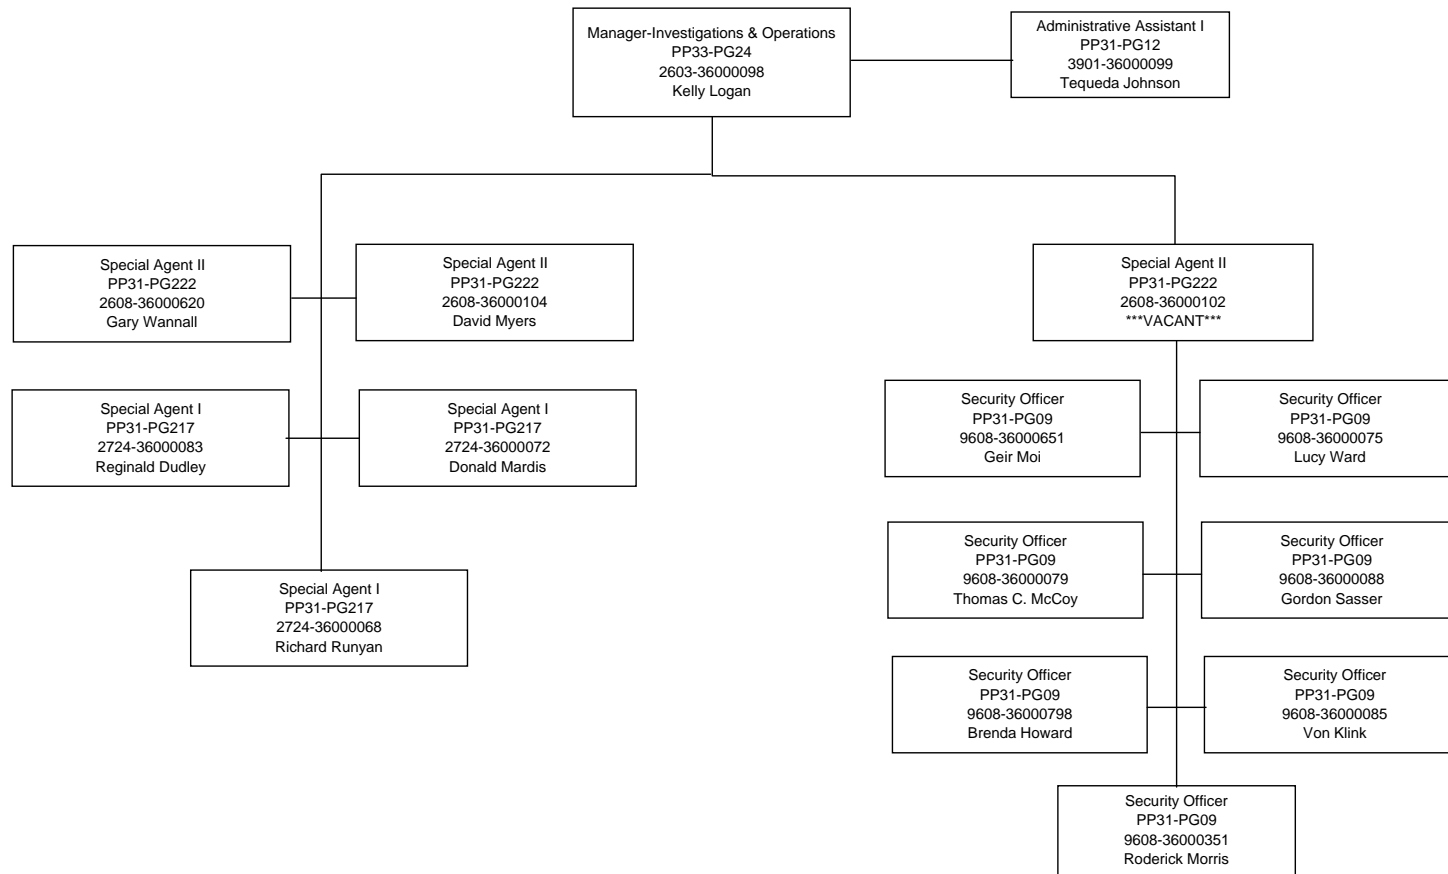 Manager-Investigations & Operations
PP33-PG24
2603-36000098
Kelly Logan
Administrative Assistant I
PP31-PG12
3901-36000099
Tequeda Johnson
Special Agent II
PP31-PG222
2608-36000620
Gary Wannall
Special Agent II
PP31-PG222
2608-36000104
David Myers
Special Agent I
PP31-PG217
2724-36000083
Reginald Dudley
Special Agent I
PP31-PG217
2724-36000072
Donald Mardis
Special Agent I
PP31-PG217
2724-36000068
Richard Runyan
Special Agent II
PP31-PG222
2608-36000102
***VACANT***
Security Officer
PP31-PG09
9608-36000651
Geir Moi
Security Officer
PP31-PG09
9608-36000075
Lucy Ward
Security Officer
PP31-PG09
9608-36000079
Thomas C. McCoy
Security Officer
PP31-PG09
9608-36000088
Gordon Sasser
Security Officer
PP31-PG09
9608-36000798
Brenda Howard
Security Officer
PP31-PG09
9608-36000085
Von Klink
Security Officer
PP31-PG09
9608-36000351
Roderick Morris